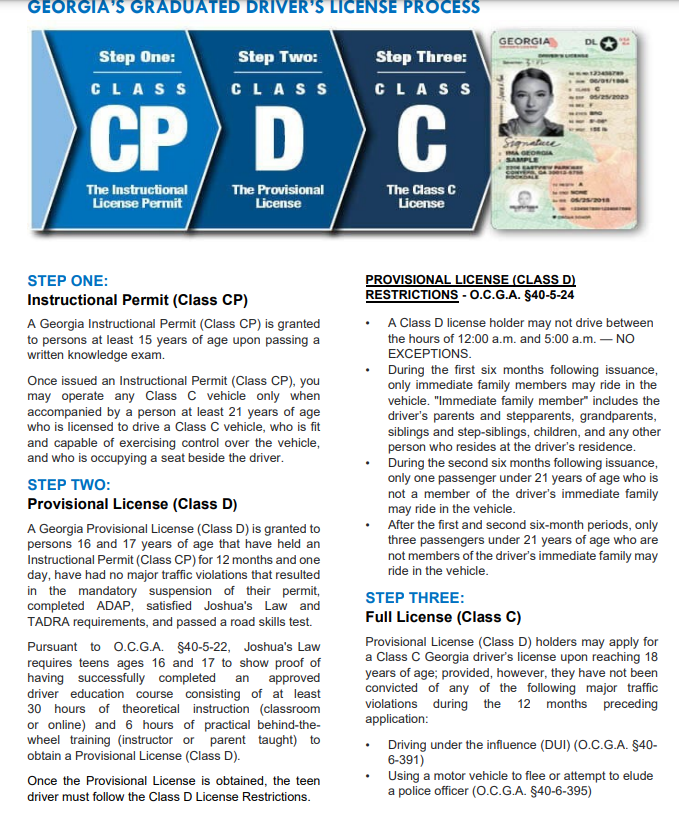 GEORGIA'S GRADUATED DRIVER'S LICENSE PROCESS
Step One:
CLASS
CP
The Instructional
License Permit
Step Two:
CLASS
D
The Provisional
License
Step Three:
CLASS
C
The Class C
License
GEORGIA
DL
DRIVER'S LICENSE
123456789
C
F
BRO
Signature
IMA GEORGIA
SAMPLE
ROCKDALE
A
NONE
STEP ONE:
Instructional Permit (Class CP)
A Georgia Instructional Permit (Class CP) is granted
to persons at least 15 years of age upon passing a
written knowledge exam.
Once issued an Instructional Permit (Class CP), you
may operate any Class C vehicle only when
accompanied by a person at least 21 years of age
who is licensed to drive a Class C vehicle, who is fit
and capable of exercising control over the vehicle,
and who is occupying a seat beside the driver.
STEP TWO:
Provisional License (Class D)
A Georgia Provisional License (Class D) is granted to
persons 16 and 17 years of age that have held an
Instructional Permit (Class CP) for 12 months and one
day, have had no major traffic violations that resulted
in the mandatory suspension of their permit,
completed ADAP, satisfied Joshua's Law and
TADRA requirements, and passed a road skills test.
Pursuant to O.C.G.A. §40-5-22, Joshua's Law
requires teens ages 16 and 17 to show proof of
having successfully completed an approved
driver education course consisting of at least
30 hours of theoretical instruction (classroom
or online) and 6 hours of practical behind-the-
wheel training (instructor or parent taught) to
obtain a Provisional License (Class D).
Once the Provisional License is obtained, the teen
driver must follow the Class D License Restrictions.
PROVISIONAL LICENSE (CLASS D)
RESTRICTIONS - O.C.G.A. §40-5-24
• A Class D license holder may not drive between
the hours of 12:00 a.m. and 5:00 a.m. — NO
EXCEPTIONS.
• During the first six months following issuance,
only immediate family members may ride in the
vehicle. "Immediate family member" includes the
driver's parents and stepparents, grandparents,
siblings and step-siblings, children, and any other
person who resides at the driver's residence.
• During the second six months following issuance,
only one passenger under 21 years of age who is
not a member of the driver's immediate family
may ride in the vehicle.
• After the first and second six-month periods, only
three passengers under 21 years of age who are
not members of the driver's immediate family may
ride in the vehicle.
STEP THREE:
Full License (Class C)
Provisional License (Class D) holders may apply for
a Class C Georgia driver's license upon reaching 18
years of age; provided, however, they have not been
convicted of any of the following major traffic
violations during the 12 months preceding
application:
• Driving under the influence (DUI) (O.C.G.A. §40-
6-391)
• Using a motor vehicle to flee or attempt to elude
a police officer (O.C.G.A. §40-6-395)